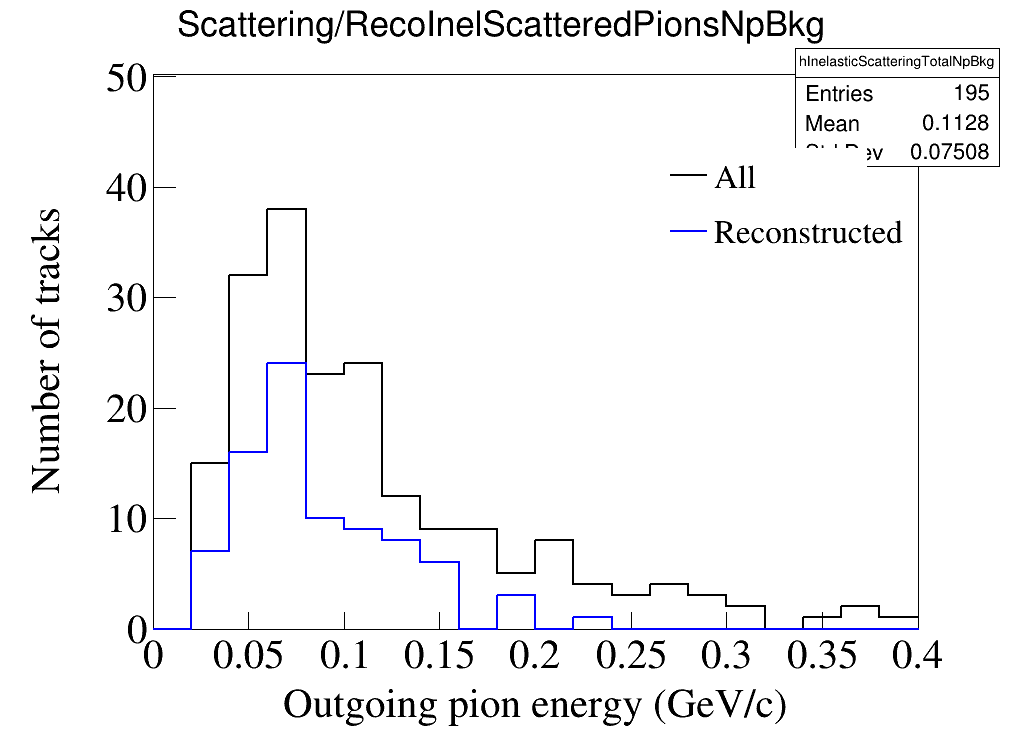 Scattering/RecoInelScatteredPionsNpBkg
hInelasticScatteringTotalNpBkg
Entries 195
Mean 0.1128
0.07508
All
Reconstructed
Number of tracks
50
40
30
20
10
0
0 0.05 0.1 0.15 0.2 0.25 0.3 0.35 0.4
Outgoing pion energy (GeV/c)